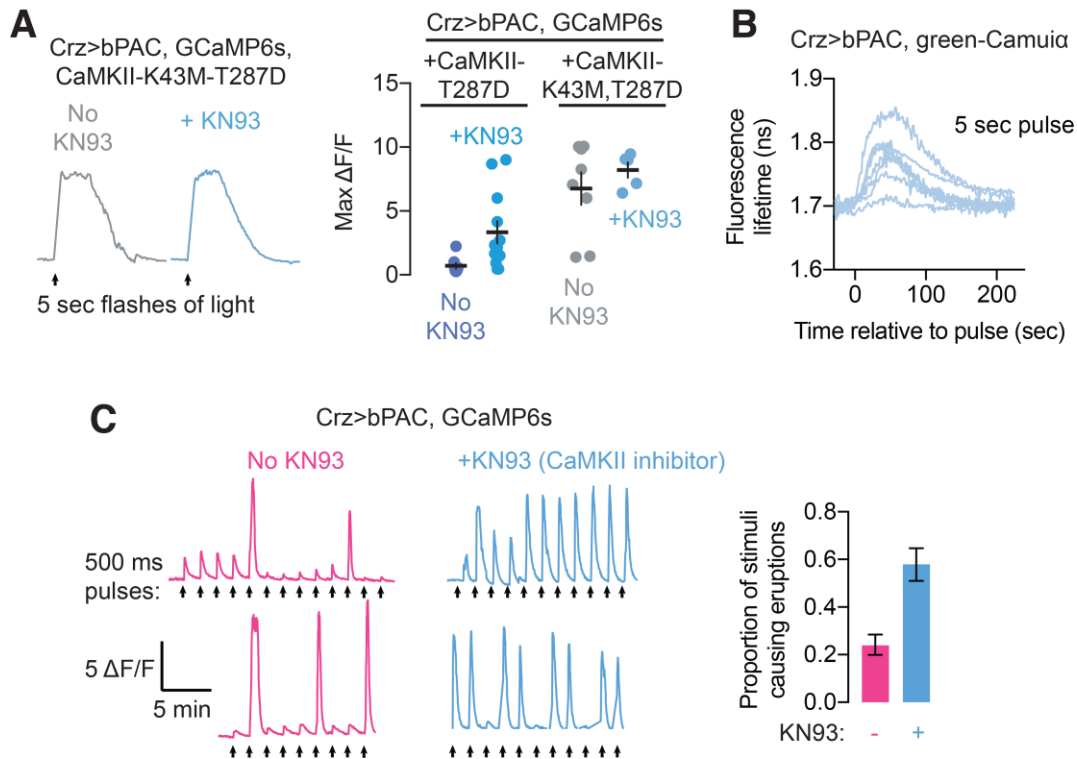 A
Crz>bPAC, GCaMP6s,
CaMKII-K43M-T287D
No
KN93
+ KN93
5 sec flashes of light
Crz>bPAC, GCaMP6s
+CaMKII-
T287D
+CaMKII-
K43M,T287D
15
10
5
0
Max ΔF/F
+KN93
No
KN93
+KN93
No
KN93
B
Crz>bPAC, green-Camuiα
5 sec pulse
Fluorescence
lifetime (ns)
1.9
1.8
1.7
1.6
0
100
200
Time relative to pulse (sec)
C
Crz>bPAC, GCaMP6s
No KN93
+KN93 (CaMKII inhibitor)
500 ms
pulses:
5 ΔF/F
5 min
Proportion of stimuli
causing eruptions
0.8
0.6
0.4
0.2
0.0
KN93:
-
+